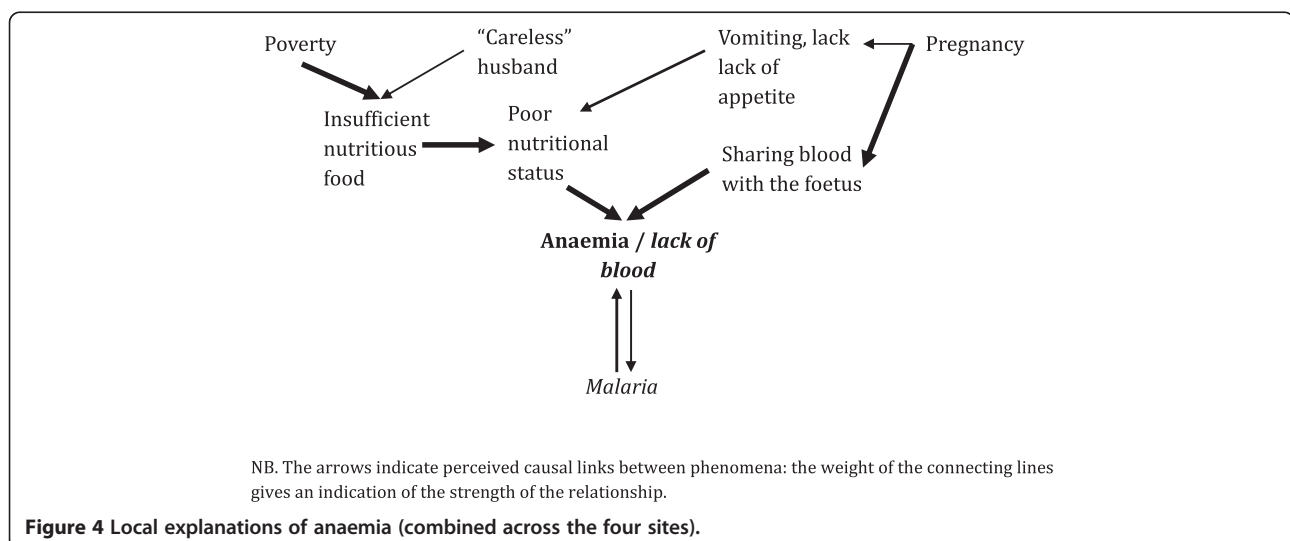 Poverty
“Careless”
husband
Vomiting, lack
lack of
appetite
Pregnancy
Insufficient
nutritious
food
Poor
nutritional
status
Sharing blood
with the foetus
Anaemia / lack of
blood
Malaria
NB. The arrows indicate perceived causal links between phenomena: the weight of the connecting lines
gives an indication of the strength of the relationship.
Figure 4 Local explanations of anaemia (combined across the four sites).